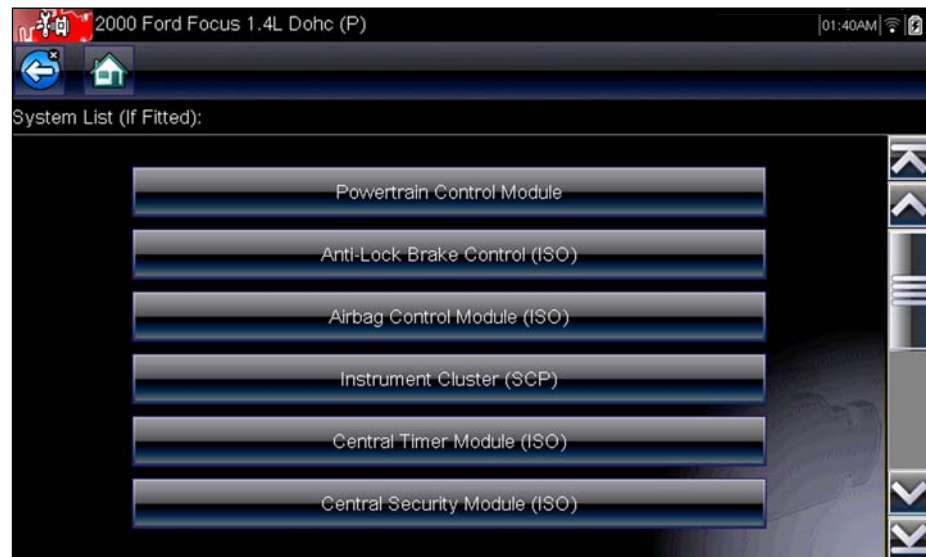 2000 Ford Focus 1.4L Dohc (P)
01:40AM
System List (If Fitted):
Powertrain Control Module
Anti-Lock Brake Control (ISO)
Airbag Control Module (ISO)
Instrument Cluster (SCP)
Central Timer Module (ISO)
Central Security Module (ISO)